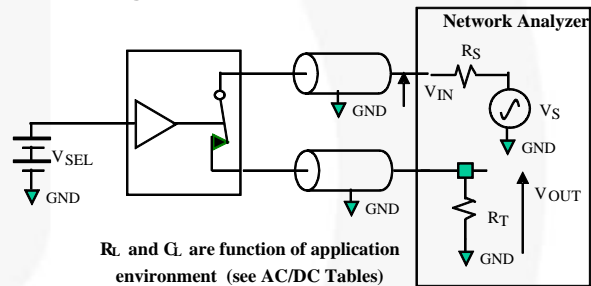 Network Analyzer
RS
GND
VIN
VS
GND
VSEL
GND
GND
RT
VOUT
GND
RL and CL are function of application
environment (see AC/DC Tables)